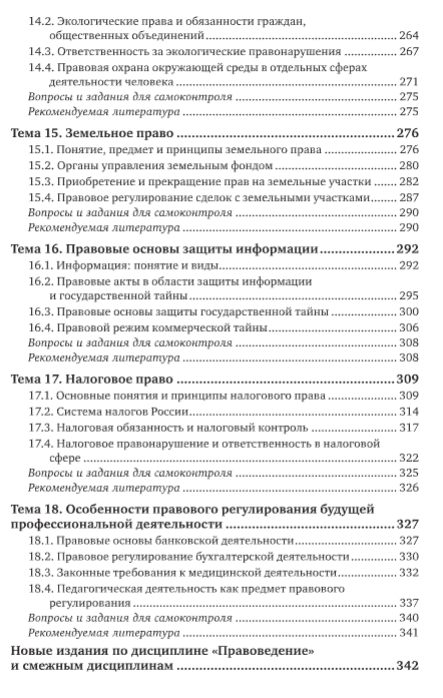 14.2. Экологические права и обязанности граждан,
общественных объединений 264
14.3. Ответственность за экологические правонарушения 267
14.4. Правовая охрана окружающей среды в отдельных сферах
деятельности человека 271
Вопросы и задания для самоконтроля 275
Рекомендуемая литература 275
Тема 15. Земельное право 276
15.1. Понятие, предмет и принципы земельного права 276
15.2. Органы управления земельным фондом 280
15.3. Приобретение и прекращение прав на земельные участки 282
15.4. Правовое регулирование сделок с земельными участками 287
Вопросы и задания для самоконтроля 290
Рекомендуемая литература 290
Тема 16. Правовые основы защиты информации 292
16.1. Информация: понятие и виды 292
16.2. Правовые акты в области защиты информации
и государственной тайны 295
16.3. Правовые основы защиты государственной тайны 300
16.4. Правовой режим коммерческой тайны 306
Вопросы и задания для самоконтроля 308
Рекомендуемая литература 308
Тема 17. Налоговое право 309
17.1. Основные понятия и принципы налогового права 309
17.2. Система налогов России 314
17.3. Налоговая обязанность и налоговый контроль 317
17.4. Налоговое правонарушение и ответственность в налоговой
сфере 322
Вопросы и задания для самоконтроля 325
Рекомендуемая литература 326
Тема 18. Особенности правового регулирования будущей
профессиональной деятельности 327
18.1. Правовые основы банковской деятельности 327
18.2. Правовое регулирование бухгалтерской деятельности 330
18.3. Законные требования к медицинской деятельности 332
18.4. Педагогическая деятельность как предмет правового
регулирования 337
Вопросы и задания для самоконтроля 340
Рекомендуемая литература 341
Новые издания по дисциплине «Правоведение»
и смежным дисциплинам 342